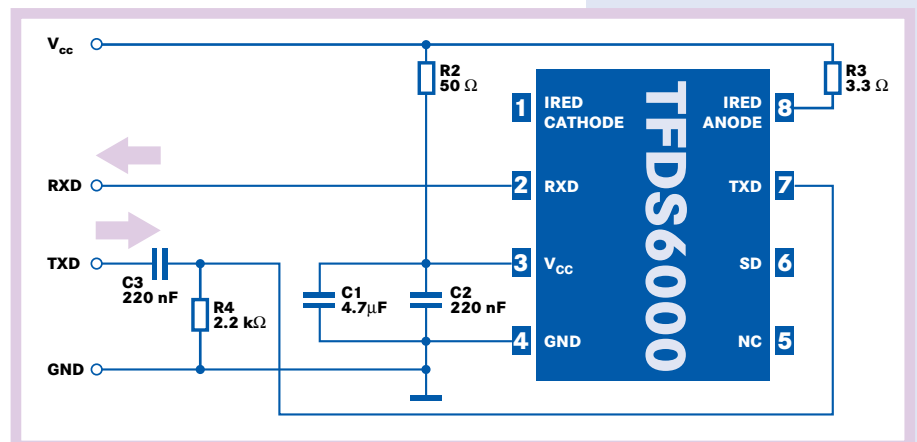 Vcc
R2
50 Ω
R3
3.3 Ω
1
IRED
CATHODE
IRED
ANODE
8
RXD
2
RXD
TXD
7
TXD
C3
220 nF
R4
2.2 kΩ
C1
4.7µF
C2
220 nF
3
VCC
SD
6
GND
4
GND
NC
5
TFDS6000